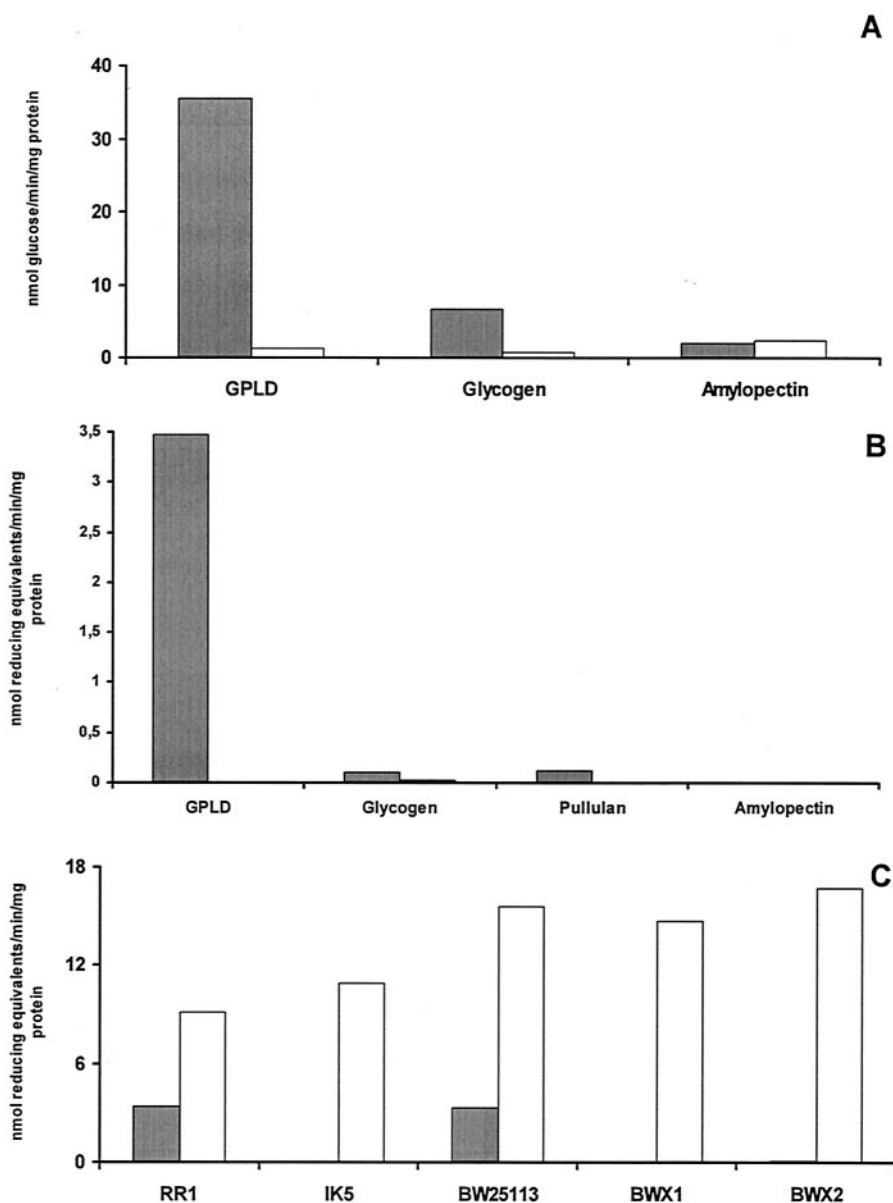 A
40
30
20
10
0
nmol glucose/min/mg protein
GPLD Glycogen Amylopectin
B
3,5
3
2,5
2
1,5
1
0,5
0
nmol reducing equivalents/min/mg
protein
GPLD Glycogen Pullulan Amylopectin
C
18
12
6
0
nmol reducing equivalents/min/mg
protein
RR1 IK5 BW25113 BWX1 BWX2